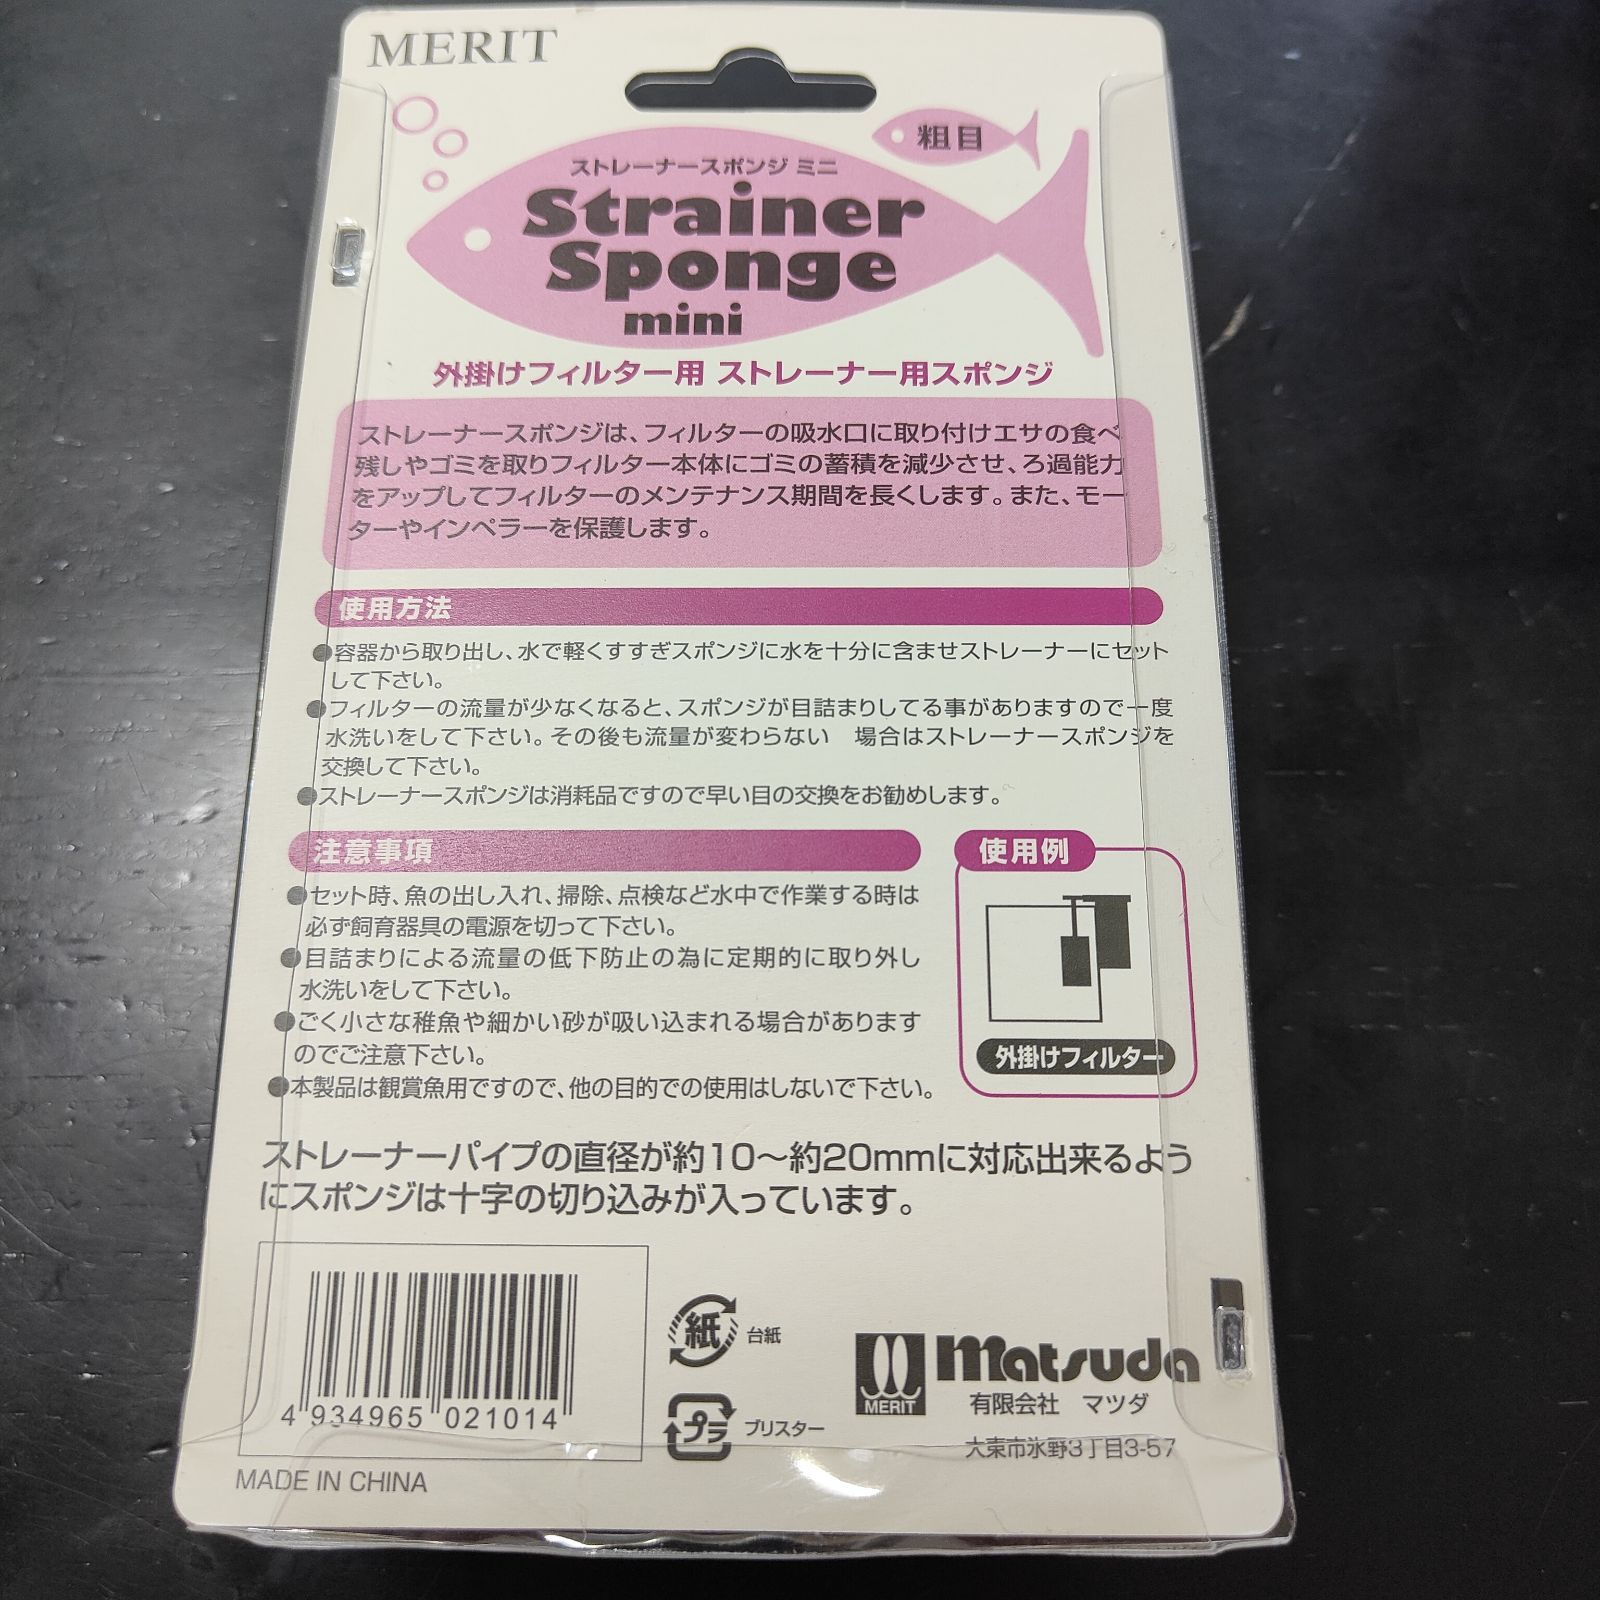 MERIT
粗目
ストレーナースポンジ ミニ
Strainer
Sponge
mini
外掛けフィルター用 ストレーナー用スポンジ
ストレーナースポンジは、フィルターの吸水口に取り付けエサの食べ
残しやゴミを取りフィルター本体にゴミの蓄積を減少させ、ろ過能力
をアップしてフィルターのメンテナンス期間を長くします。また、モー
ターやインペラーを保護します。
使用方法
●容器から取り出し、水で軽くすすぎスポンジに水を十分に含ませストレーナーにセット
して下さい。
●フィルターの流量が少なくなると、スポンジが目詰まりしてる事がありますので一度
水洗いをして下さい。その後も流量が変わらない 場合はストレーナースポンジを
交換して下さい。
●ストレーナースポンジは消耗品ですので早い目の交換をお勧めします。
注意事項
●セット時、魚の出し入れ、掃除、点検など水中で作業する時は
必ず飼育器具の電源を切って下さい。
●目詰まりによる流量の低下防止の為に定期的に取り外し
水洗いをして下さい。
●ごく小さな稚魚や細かい砂が吸い込まれる場合があります
のでご注意下さい。
●本製品は観賞魚用ですので、他の目的での使用はしないで下さい。
使用例
外掛けフィルター
ストレーナーパイプの直径が約10〜約20mmに対応出来るよう
にスポンジは十字の切り込みが入っています。
4 934965 021014
MADE IN CHINA
紙 台紙
プラ ブリスター
MERIT
matsuda
有限会社 マツダ
大東市氷野3丁目3-57